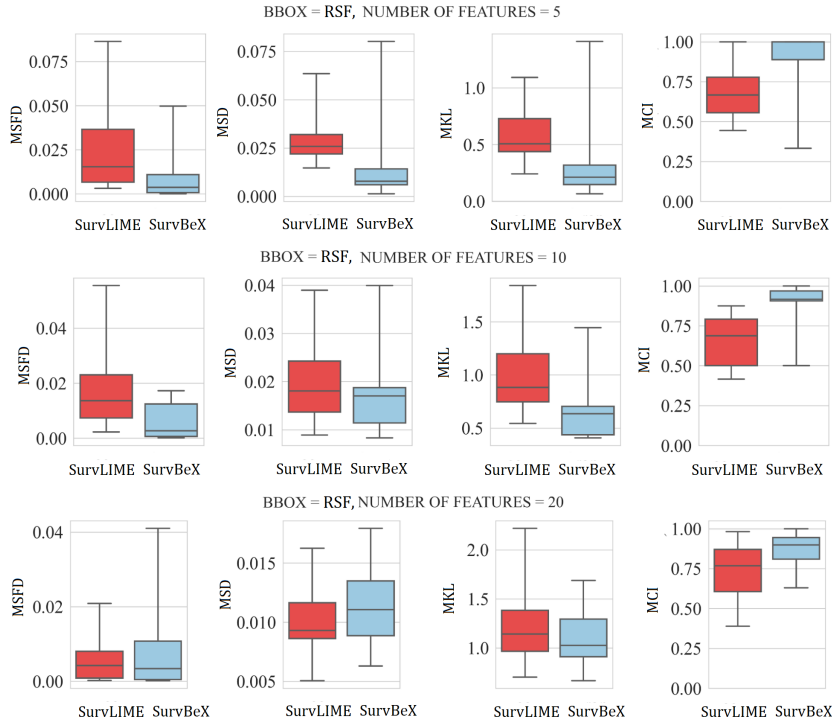 BBOX = RSF, NUMBER OF FEATURES = 5
MSFD
0.075
0.050
0.025
0.000
SurvLIME SurvBeX
MSD
0.075
0.050
0.025
0.000
SurvLIME SurvBeX
MKL
1.0
0.5
0.0
SurvLIME SurvBeX
MCI
1.00
0.75
0.50
0.25
0.00
SurvLIME SurvBeX
BBOX = RSF, NUMBER OF FEATURES = 10
MSFD
0.04
0.02
0.00
SurvLIME SurvBeX
MSD
0.04
0.03
0.02
0.01
SurvLIME SurvBeX
MKL
1.5
1.0
0.5
SurvLIME SurvBeX
MCI
1.00
0.75
0.50
0.25
0.00
SurvLIME SurvBeX
BBOX = RSF, NUMBER OF FEATURES = 20
MSFD
0.04
0.02
0.00
SurvLIME SurvBeX
MSD
0.015
0.010
0.005
SurvLIME SurvBeX
MKL
2.0
1.5
1.0
SurvLIME SurvBeX
MCI
1.00
0.75
0.50
0.25
0.00
SurvLIME SurvBeX